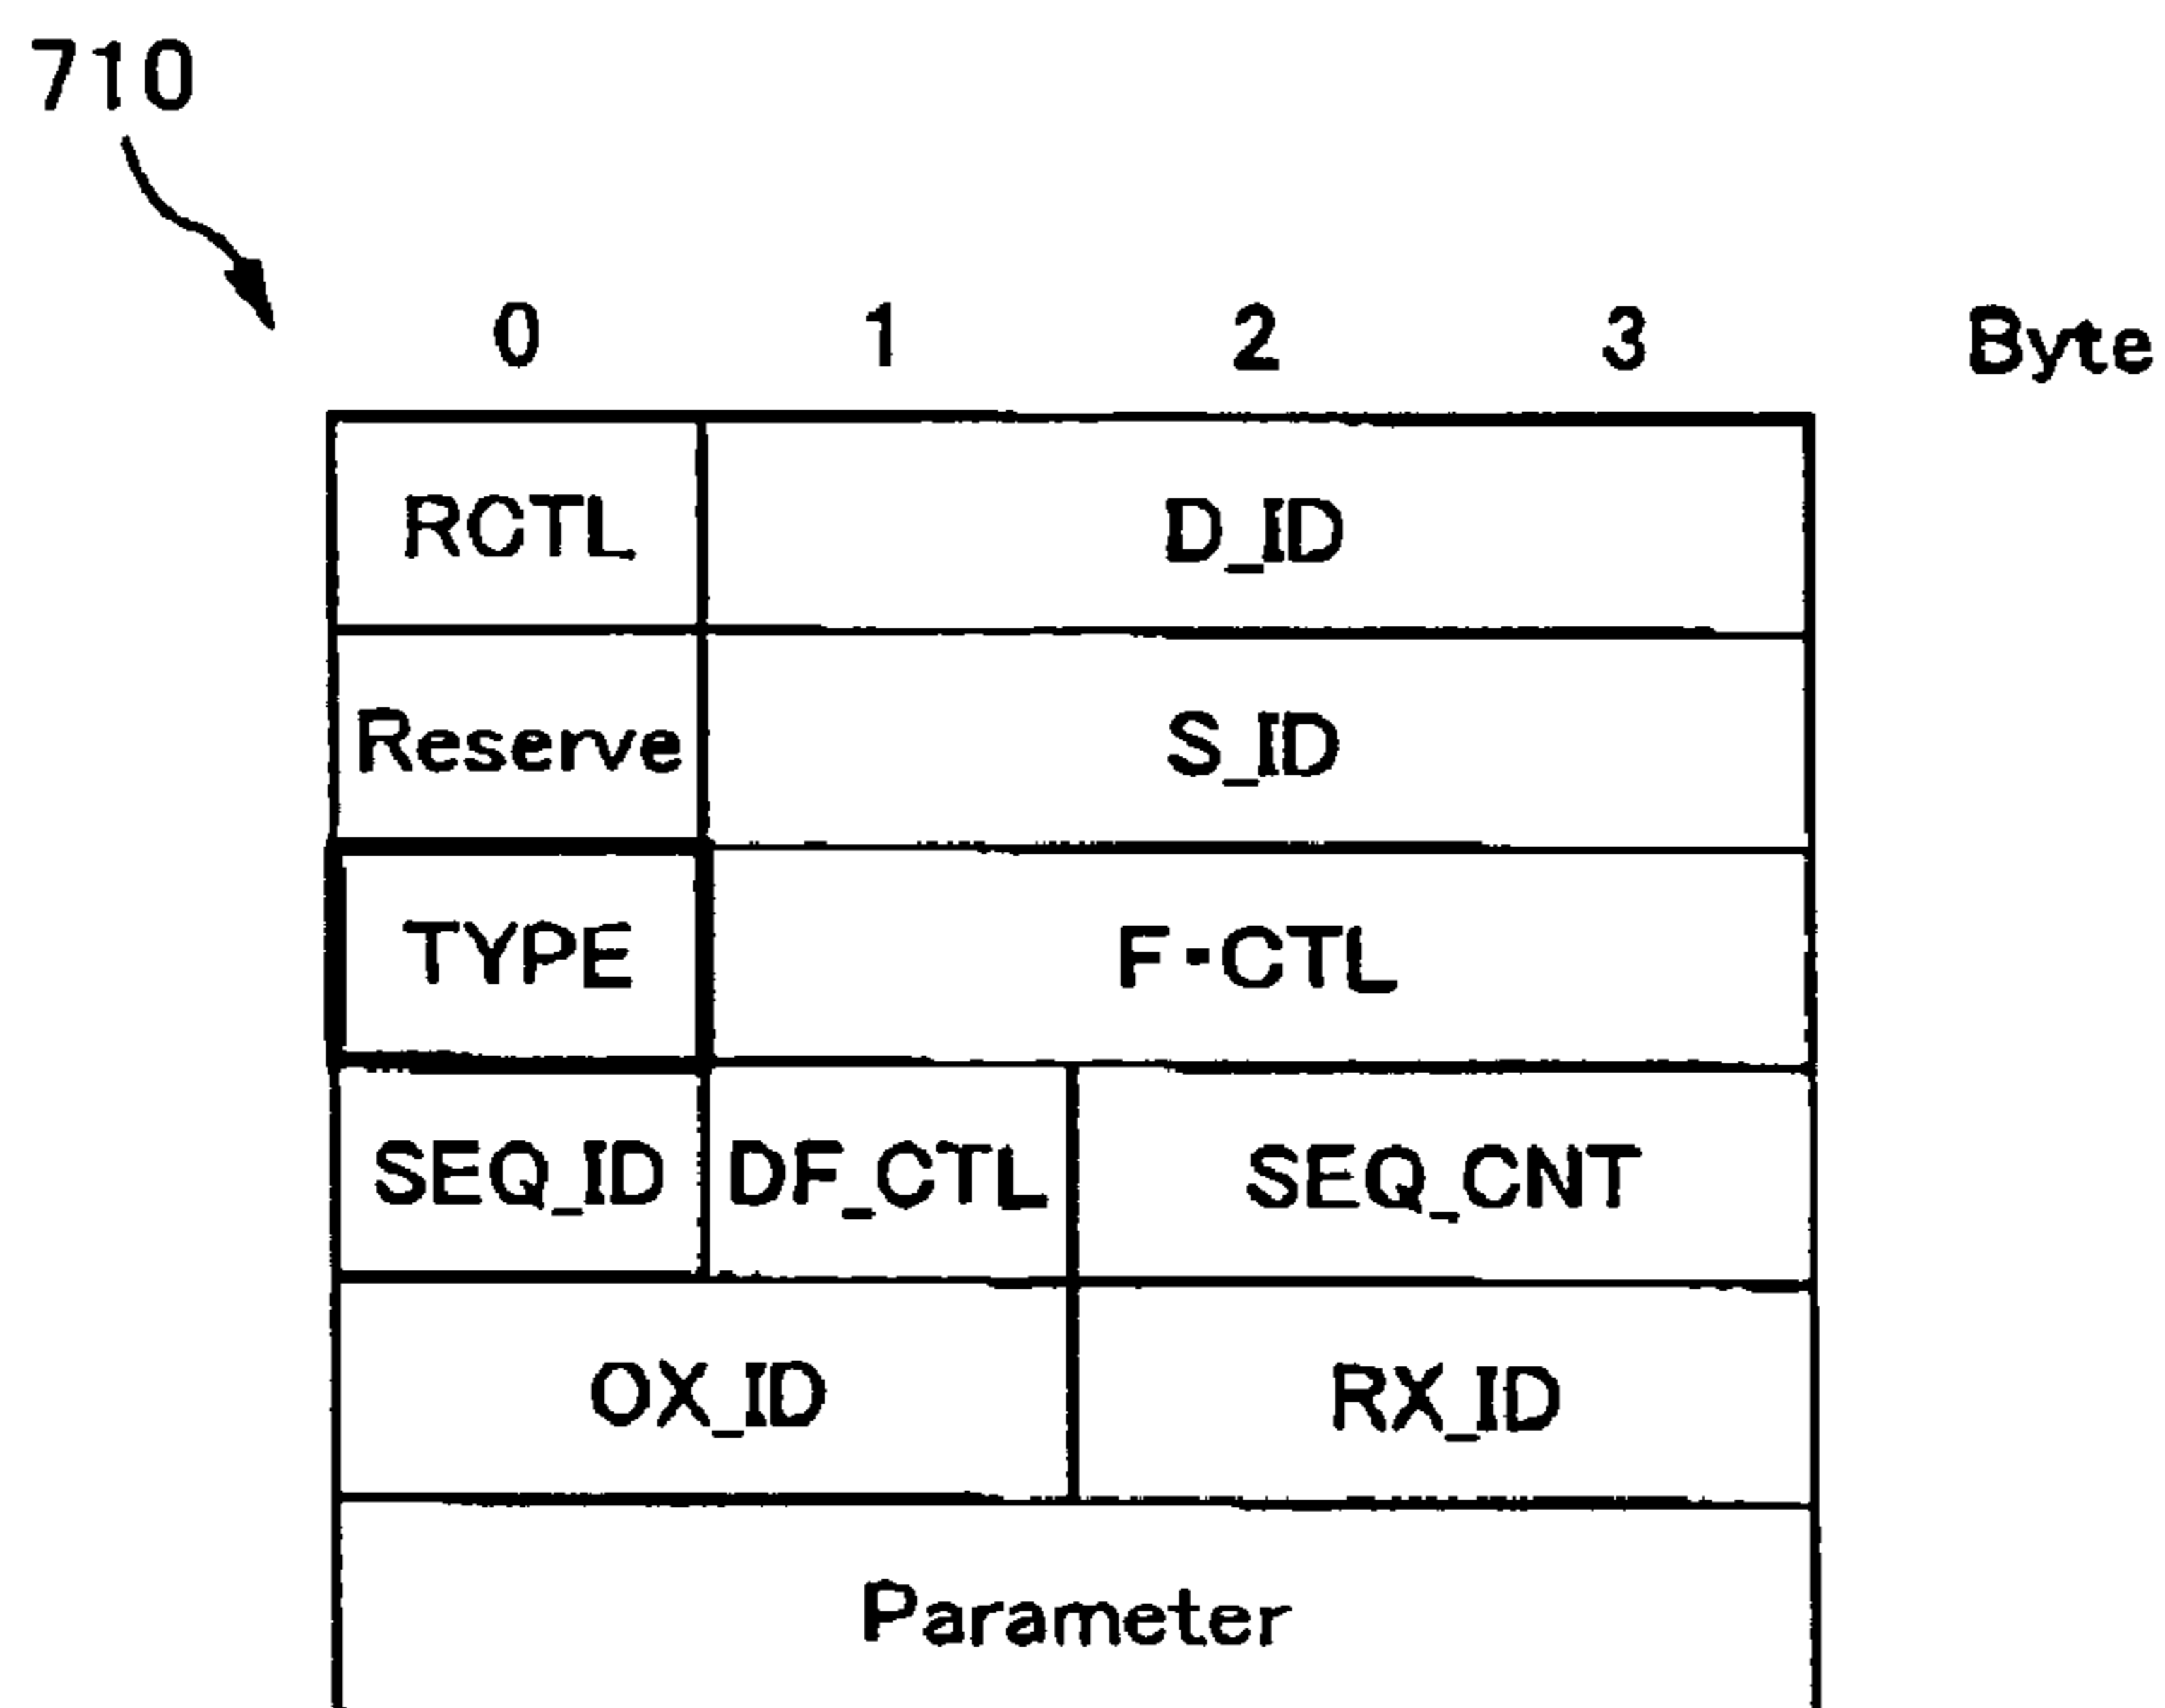 710
0 1 2 3 Byte
RCTL D_ID
Reserve S_ID
TYPE F・CTL
SEQ_ID DF_CTL SEQ_CNT
OX_ID RX_ID
Parameter